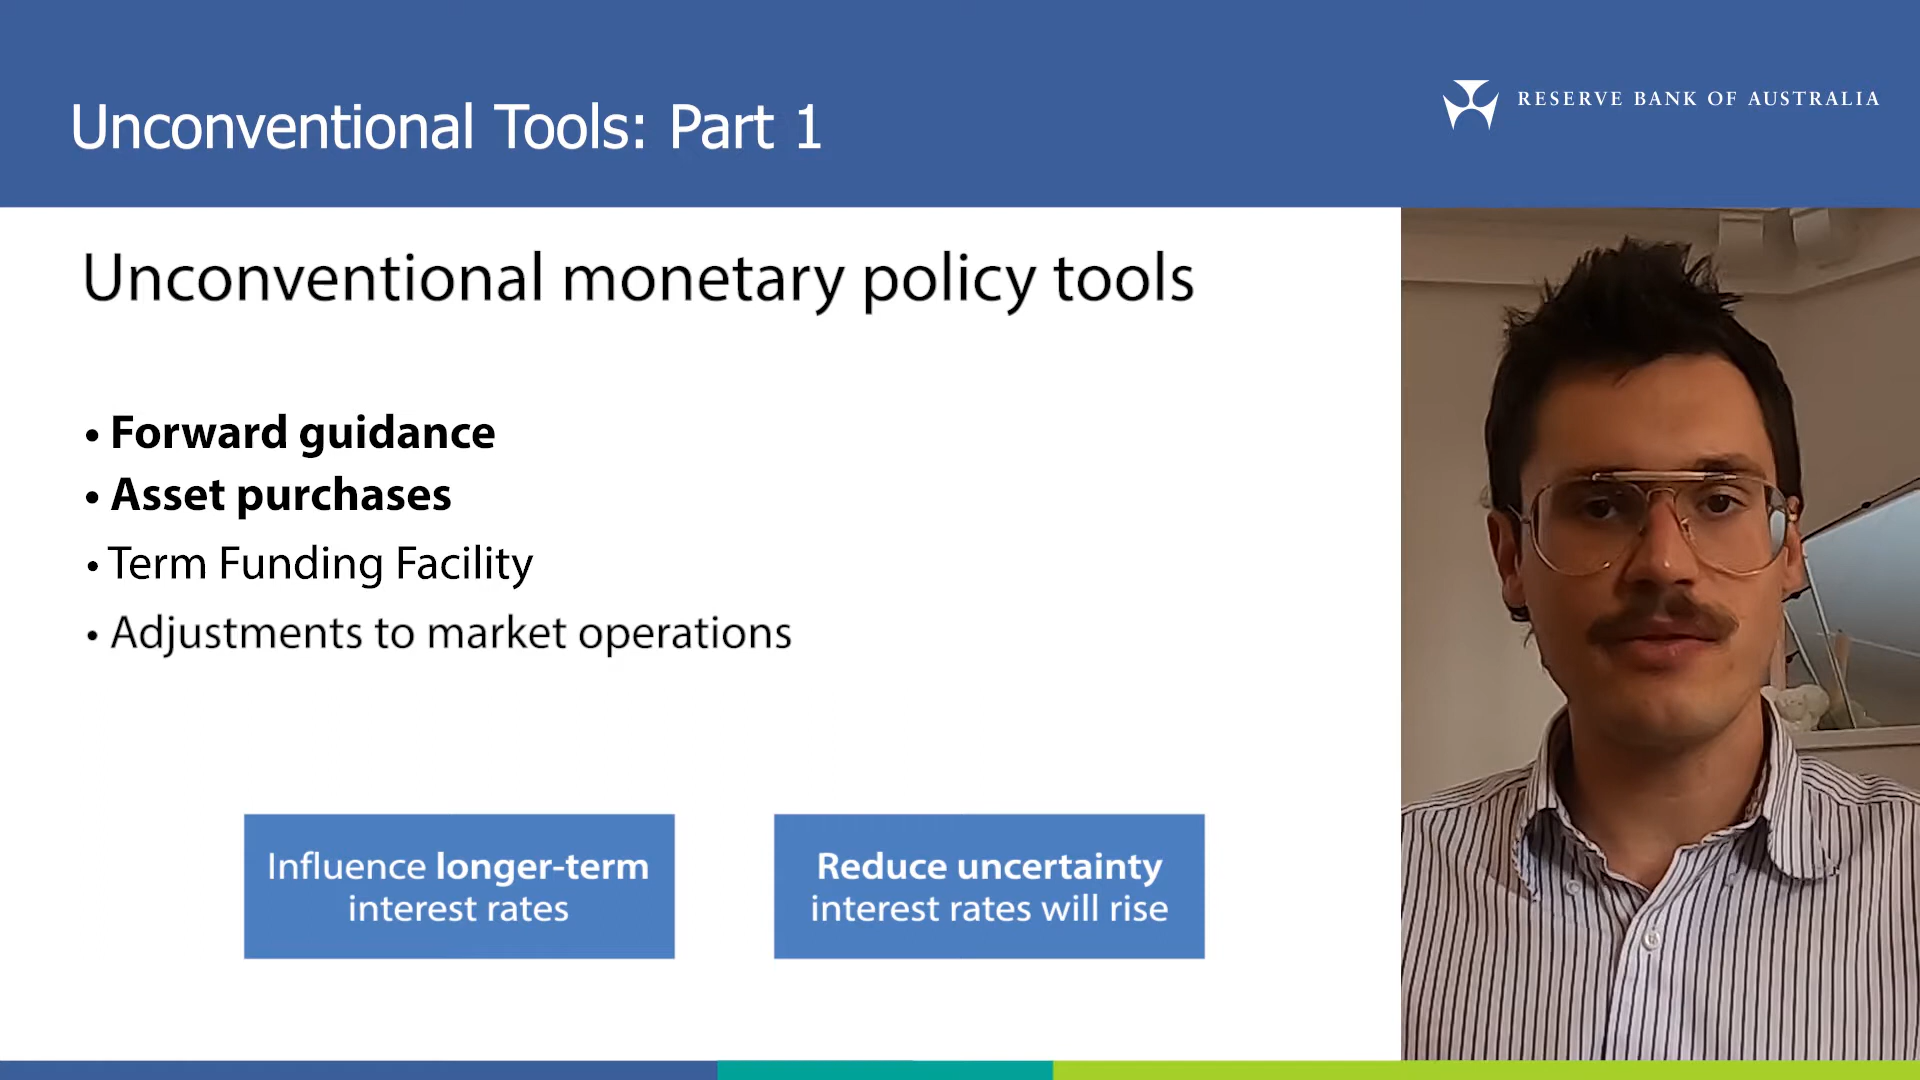 Unconventional Tools: Part 1
RESERVE BANK OF AUSTRALIA
Unconventional monetary policy tools
• Forward guidance
• Asset purchases
• Term Funding Facility
• Adjustments to market operations
Influence longer-term
interest rates
Reduce uncertainty
interest rates will rise